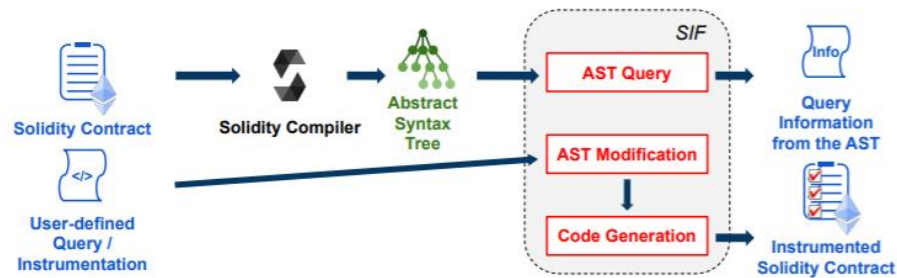 SIF
Info
AST Query
Solidity Contract
Solidity Compiler
Abstract
Syntax
Tree
Query
Information
from the AST
</>
AST Modification
User-defined
Query /
Instrumentation
Code Generation
Instrumented
Solidity Contract